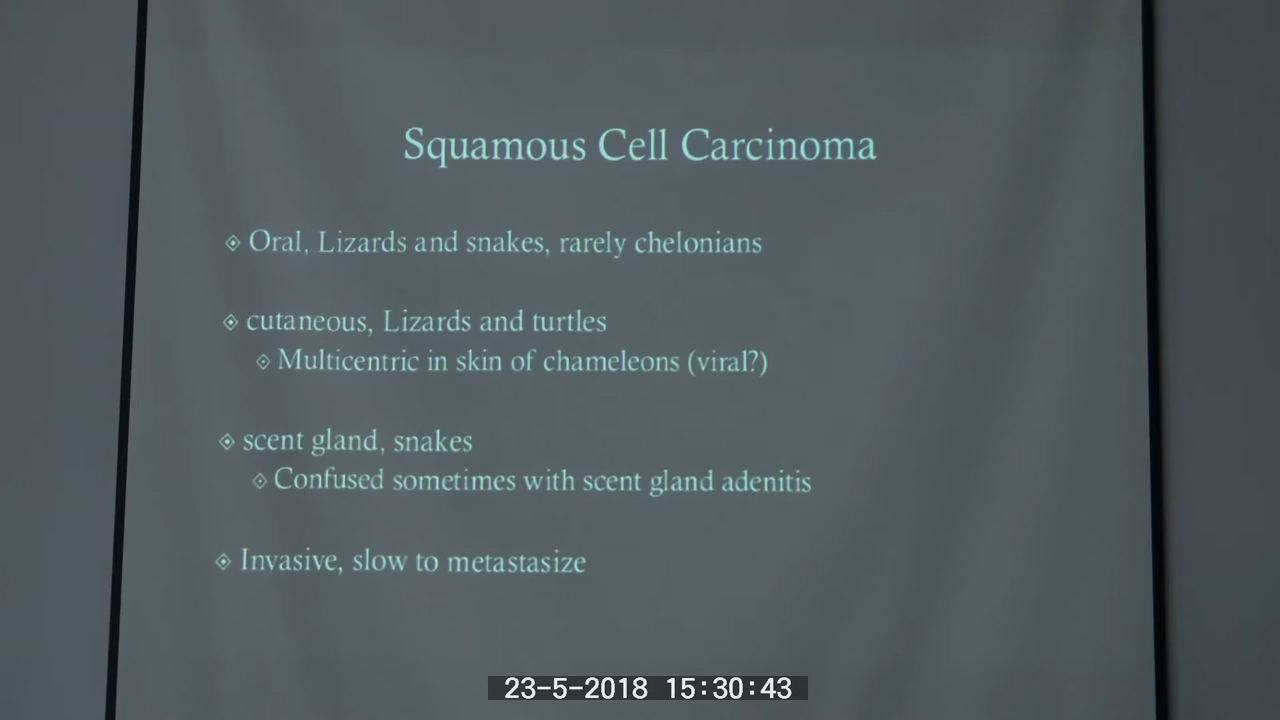 Squamous Cell Carcinoma
Oral, Lizards and snakes, rarely chelonians
cutaneous, Lizards and turtles
Multicentric in skin of chameleons (viral?)
scent gland, snakes
Confused sometimes with scent gland adenitis
Invasive, slow to metastasize
23-5-2018 15:30:43